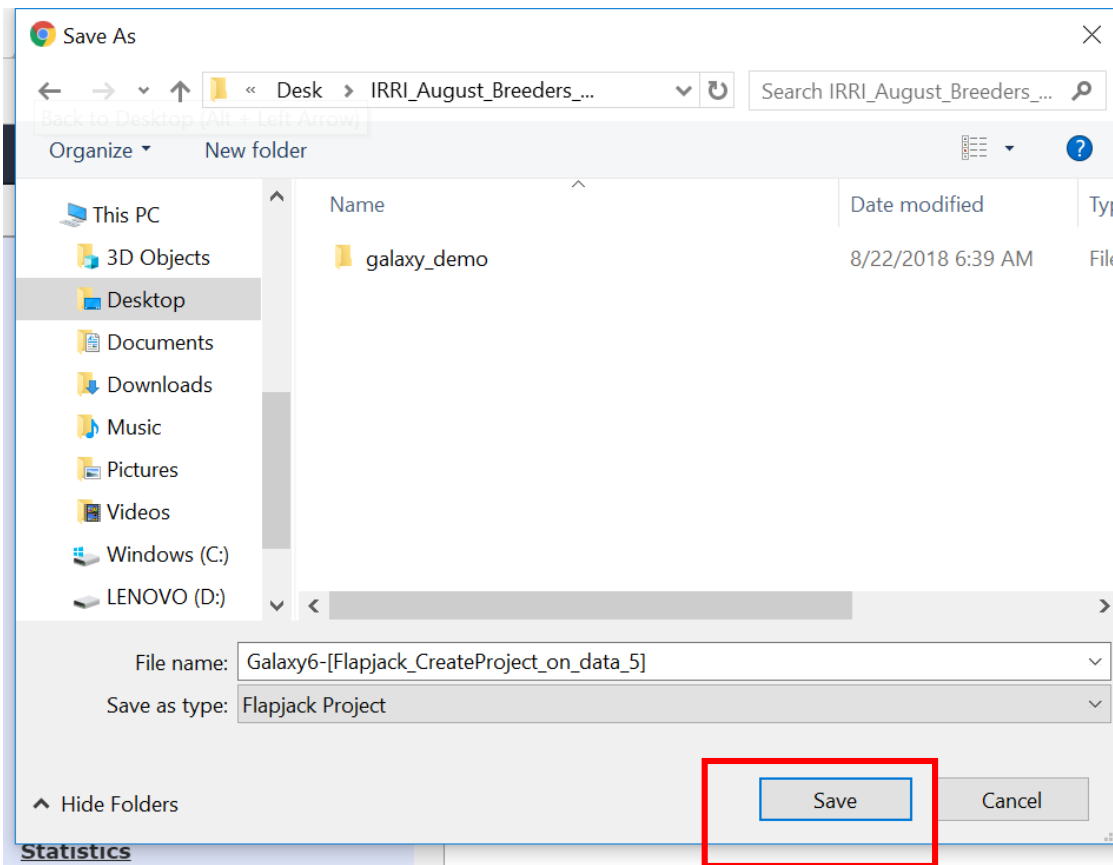 Save As
« Desk > IRRI_August_Breeders_...
Search IRRI_August_Breeders_...
Back to Desktop (Alt + Left Arrow)
Organize
New folder
?
This PC
3D Objects
Desktop
Documents
Downloads
Music
Pictures
Videos
Windows (C:)
LENOVO (D:)
Name
Date modified
Typ
galaxy_demo
8/22/2018 6:39 AM
File
File name: Galaxy6-[Flapjack_CreateProject_on_data_5]
Save as type: Flapjack Project
Hide Folders
Save
Cancel
Statistics